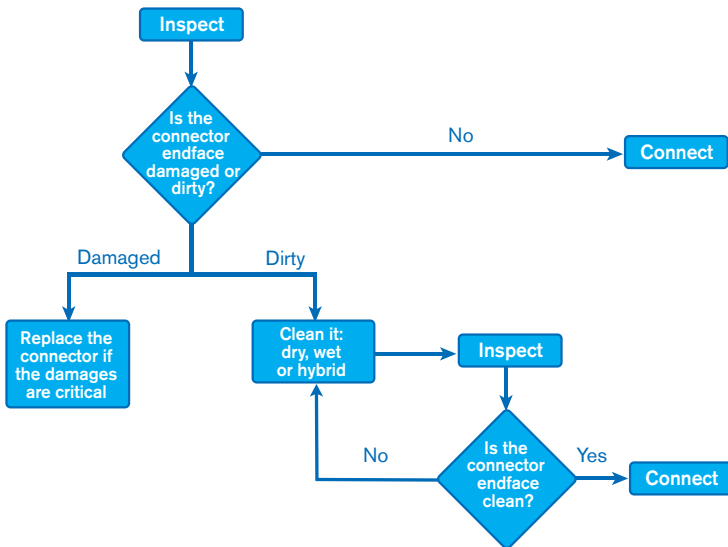 Inspect
Is the
connector
endface
damaged or
dirty?
No
Connect
Damaged
Dirty
Replace the
connector if
the damages
are critical
Clean it:
dry, wet
or hybrid
Inspect
Is the
connector
endface
clean?
No
Yes
Connect